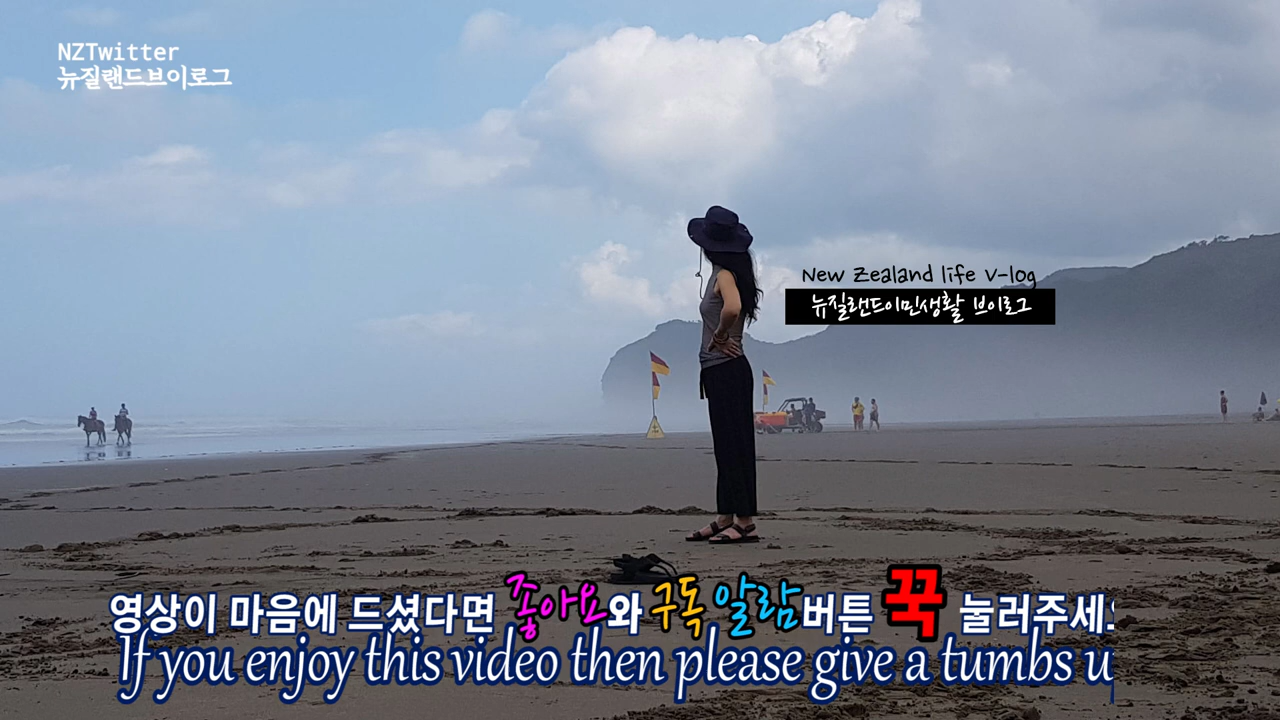 NZTwitter
뉴질랜드브이로그
New Zealand life V-log
뉴질랜드이민생활 브이로그
영상이 마음에 드셨다면 좋아요와 구독 알람버튼 꾹 눌러주세요
If you enjoy this video then please give a tumbs u